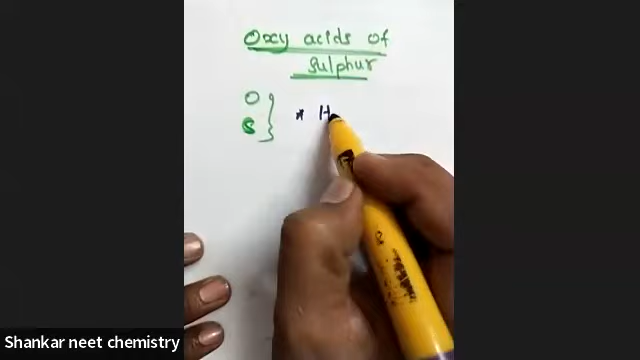 Oxy acids of
Sulphur
O
S
* H
Shankar neet chemistry